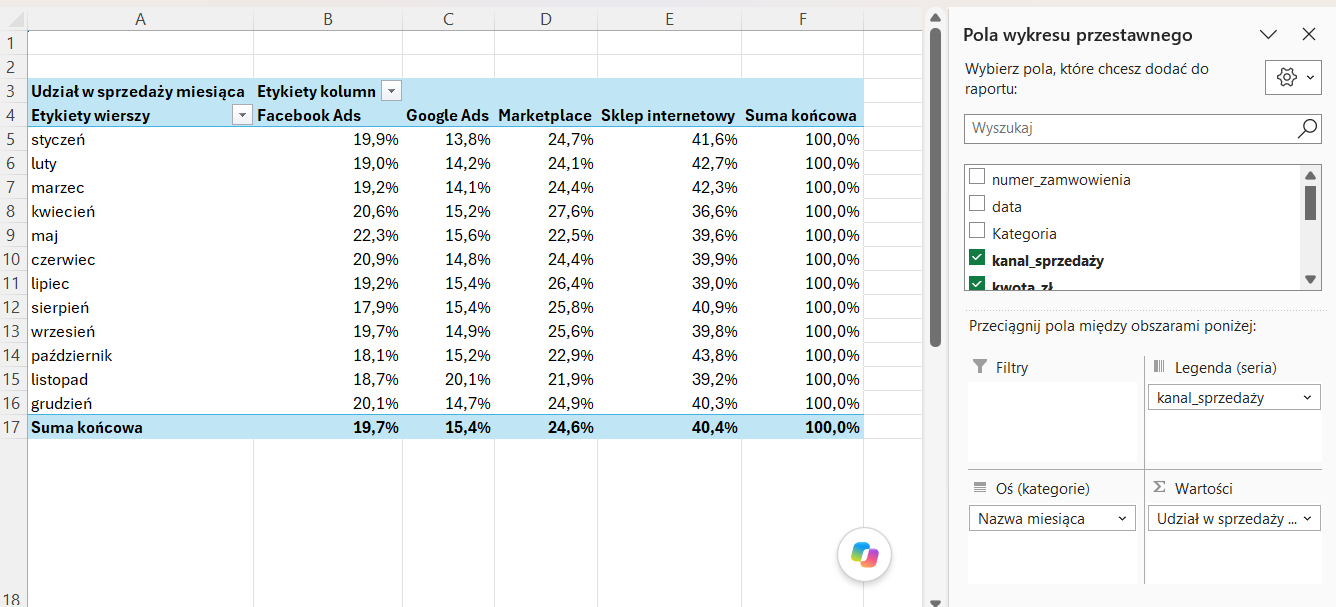 A B C D E F
1
2
3 Udział w sprzedaży miesiąca Etykiety kolumn
4 Etykiety wierszy Facebook Ads Google Ads Marketplace Sklep internetowy Suma końcowa
5 styczeń 19,9% 13,8% 24,7% 41,6% 100,0%
6 luty 19,0% 14,2% 24,1% 42,7% 100,0%
7 marzec 19,2% 14,1% 24,4% 42,3% 100,0%
8 kwiecień 20,6% 15,2% 27,6% 36,6% 100,0%
9 maj 22,3% 15,6% 22,5% 39,6% 100,0%
10 czerwiec 20,9% 14,8% 24,4% 39,9% 100,0%
11 lipiec 19,2% 15,4% 26,4% 39,0% 100,0%
12 sierpień 17,9% 15,4% 25,8% 40,9% 100,0%
13 wrzesień 19,7% 14,9% 25,6% 39,8% 100,0%
14 październik 18,1% 15,2% 22,9% 43,8% 100,0%
15 listopad 18,7% 20,1% 21,9% 39,2% 100,0%
16 grudzień 20,1% 14,7% 24,9% 40,3% 100,0%
17 Suma końcowa 19,7% 15,4% 24,6% 40,4% 100,0%
18
Pola wykresu przestawnego
Wybierz pola, które chcesz dodać do
raportu:
Wyszukaj
numer_zamwowienia
data
Kategoria
kanal_sprzedaży
kwota_zł
Przeciągnij pola między obszarami poniżej:
Filtry
Legenda (seria)
kanal_sprzedaży
Oś (kategorie)
Nazwa miesiąca
Σ Wartości
Udział w sprzedaży ...